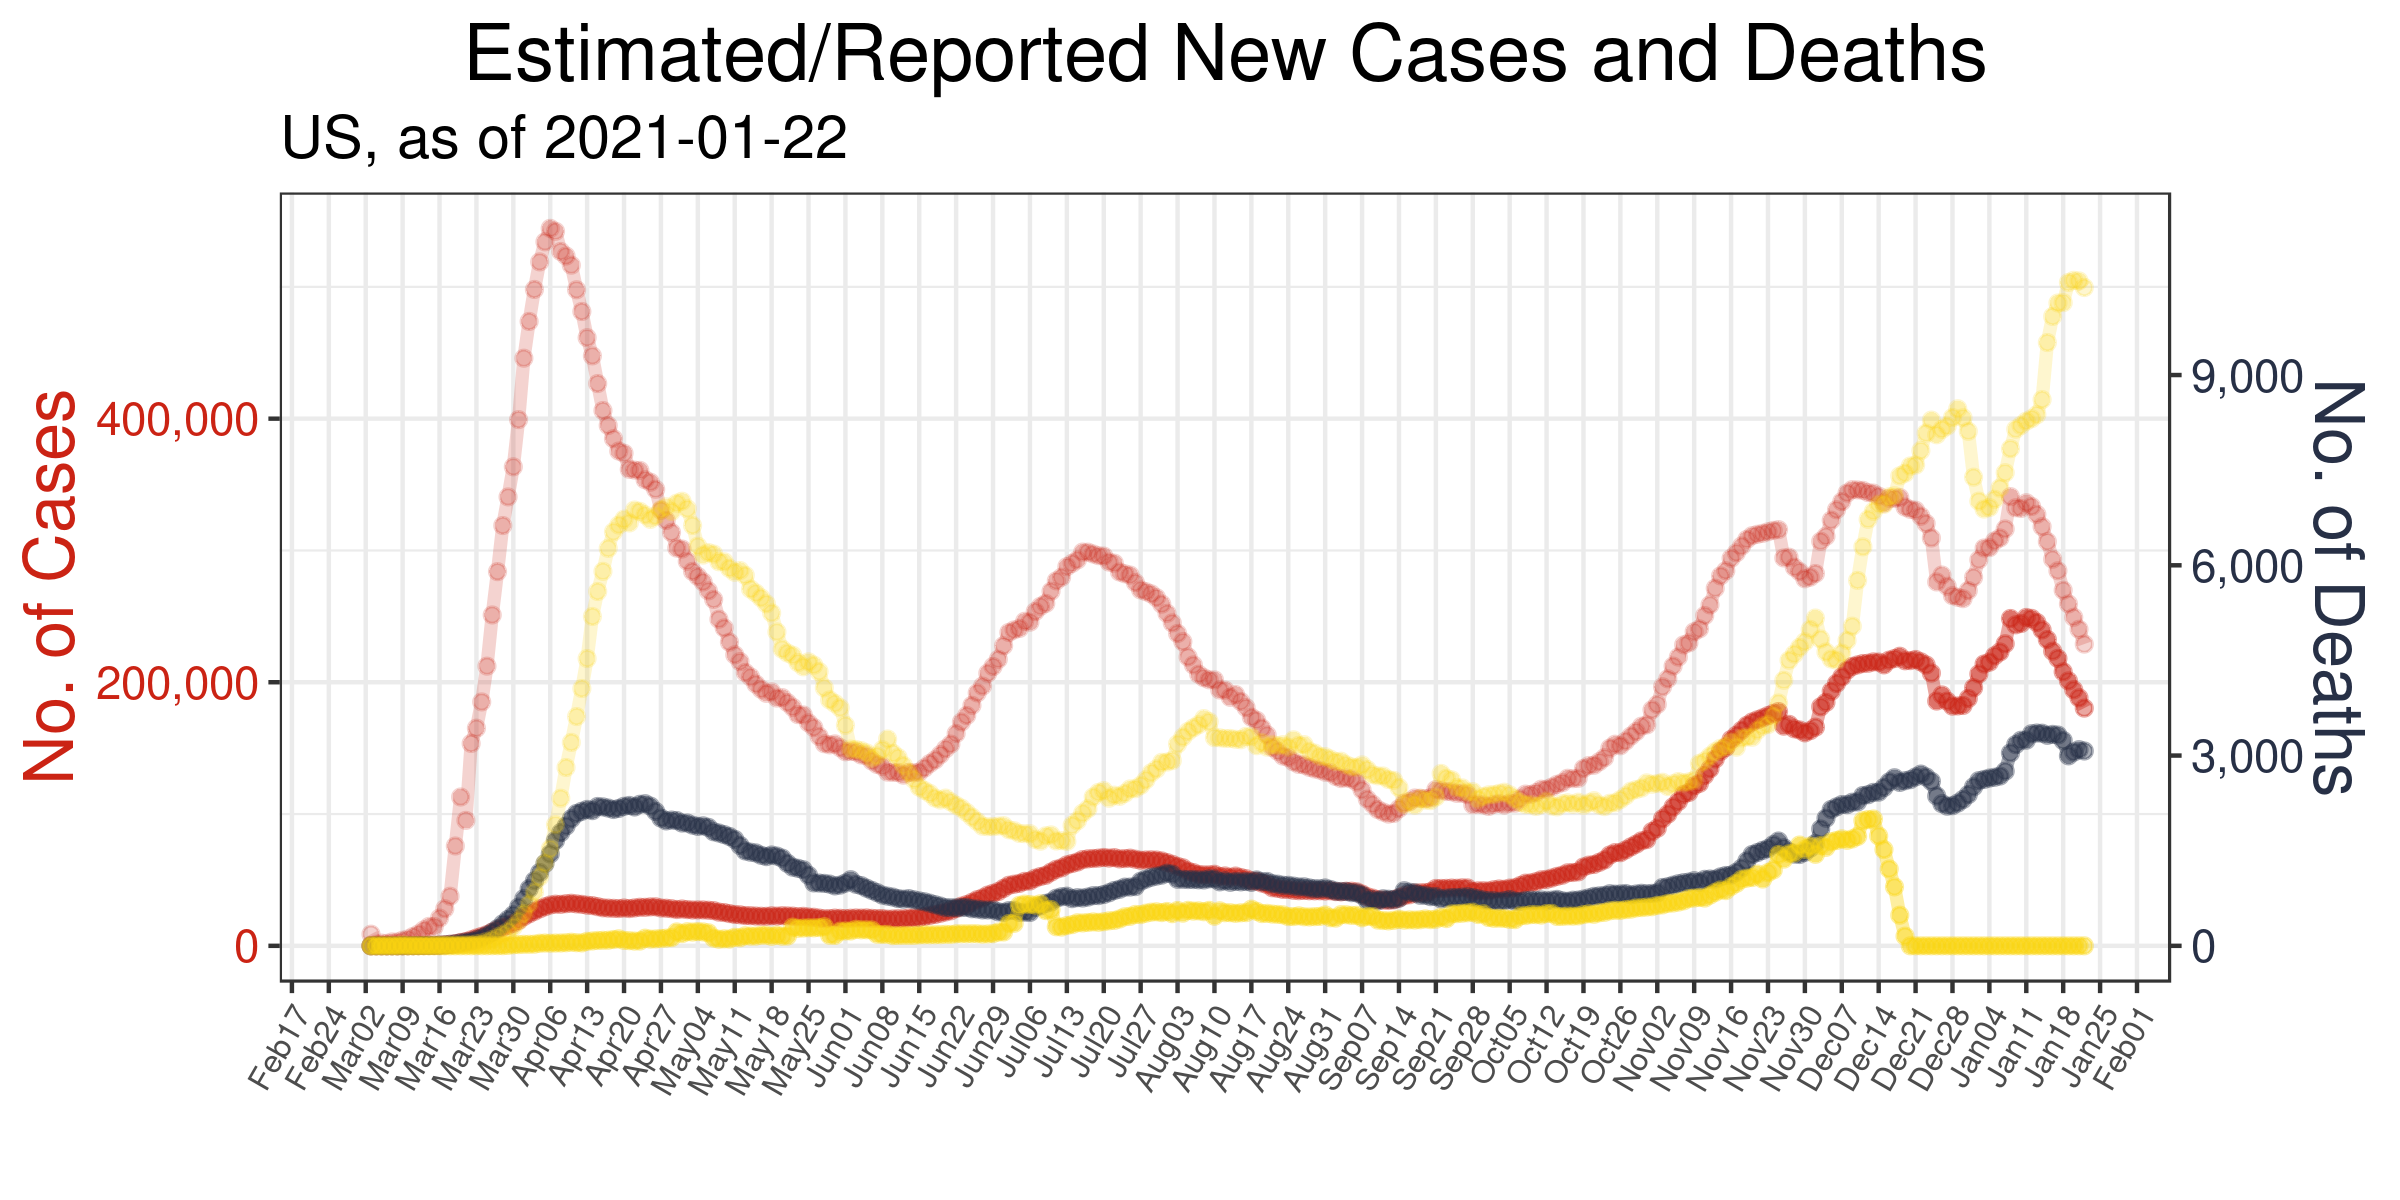 Estimated/Reported New Cases and Deaths
US, as of 2021-01-22
No. of Cases
400,000
200,000
0
9,000
6,000
3,000
0
No. of Deaths
Feb17
Feb24
Mar02
Mar09
Mar16
Mar23
Mar30
Apr06
Apr13
Apr20
Apr27
May04
May11
May18
May25
Jun01
Jun08
Jun15
Jun22
Jun29
Jul06
Jul13
Jul20
Jul27
Aug03
Aug10
Aug17
Aug24
Aug31
Sep07
Sep14
Sep21
Sep28
Oct05
Oct12
Oct19
Oct26
Nov02
Nov09
Nov16
Nov23
Nov30
Dec07
Dec14
Dec21
Dec28
Jan04
Jan11
Jan18
Jan25
Feb01